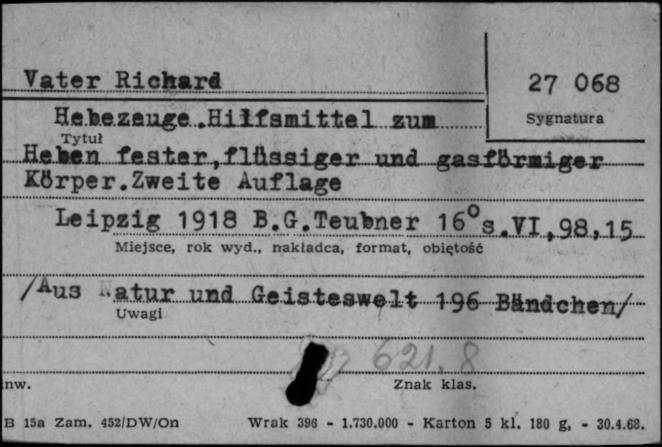 Vater Richard
27 068
Sygnatura
Hebezeuge.Hilfsmittel zum
Tytuł
Heben fester,flüssiger und gasförmiger
Körper.Zweite Auflage
Leipzig 1918 B.G.Teubner 16° s.VI,98,15
Miejsce, rok wyd., nakładca, format, obiętość
/Aus Natur und Geisteswelt 196 Bändchen/
Uwagi
621.8
nw.
Znak klas.
B 15a Zam. 452/DW/On
Wrak 396 - 1.730.000 - Karton 5 kl. 180 g, - 30.4.68.